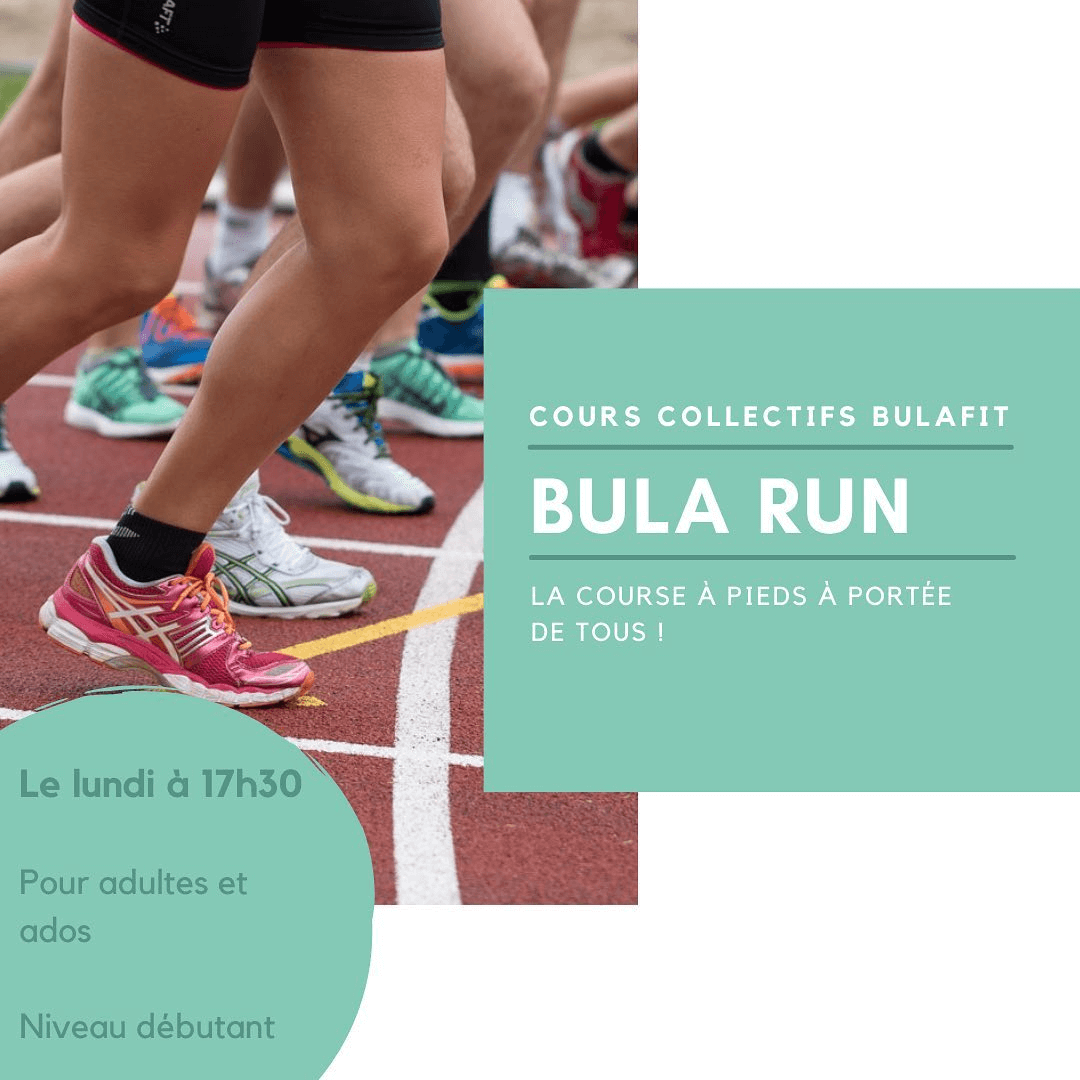 COURS COLLECTIFS BULAFIT
BULA RUN
LA COURSE À PIEDS À PORTÉE
DE TOUS !
Le lundi à 17h30
Pour adultes et
ados
Niveau débutant